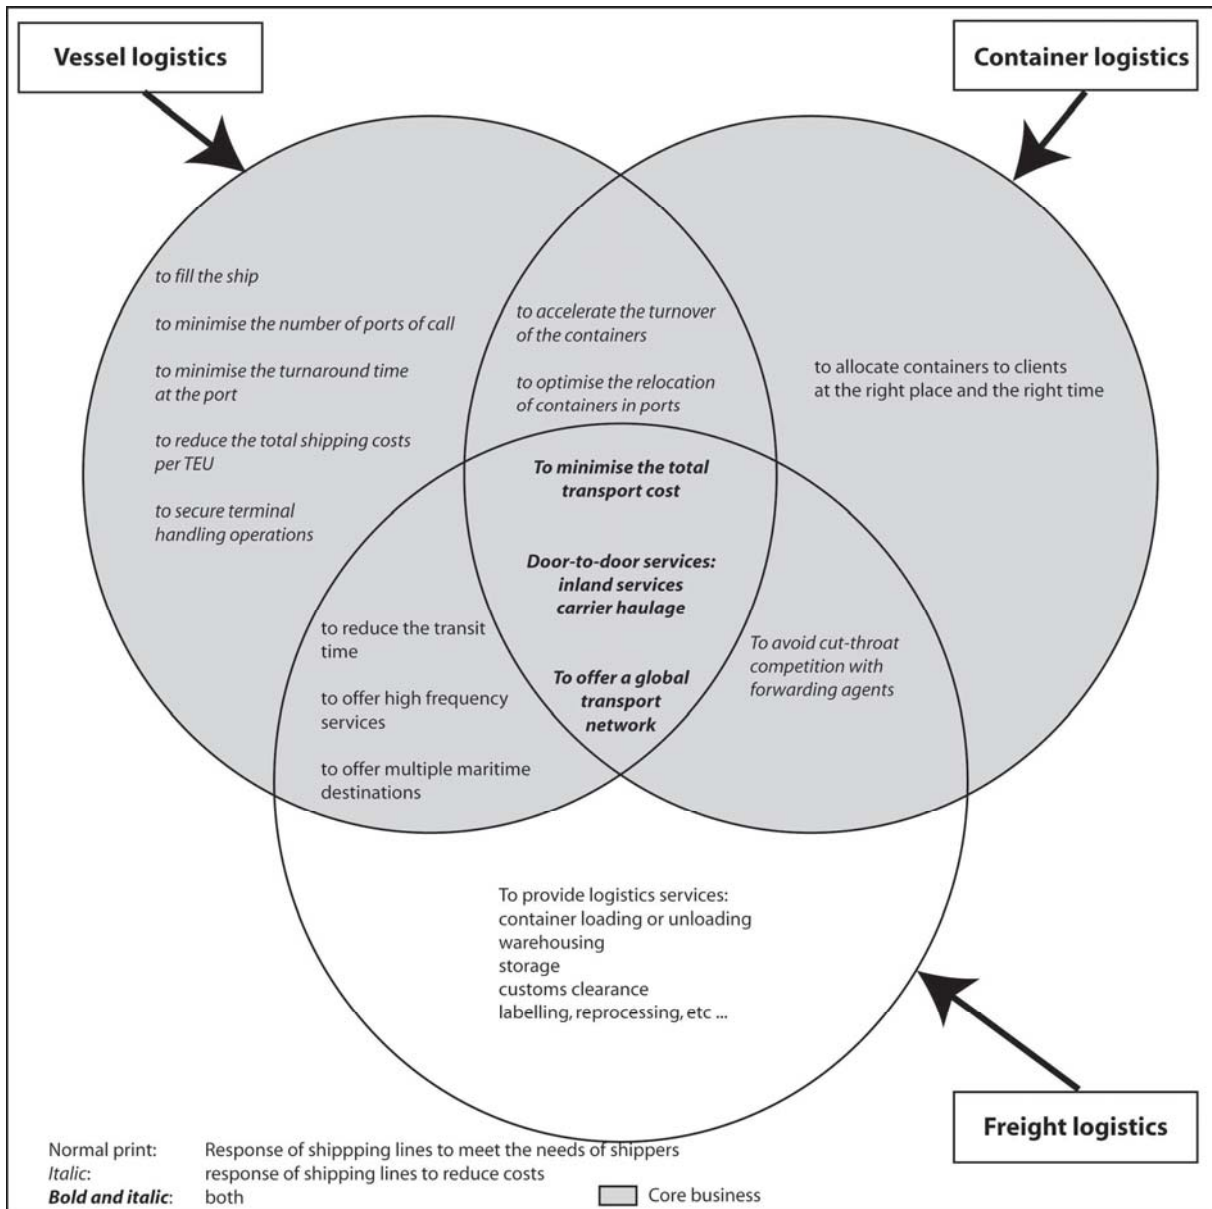 Vessel logistics
Container logistics
to fill the ship
to minimise the number of ports of call
to minimise the turnaround time
at the port
to reduce the total shipping costs
per TEU
to secure terminal
handling operations
to accelerate the turnover
of the containers
to optimise the relocation
of containers in ports
to allocate containers to clients
at the right place and the right time
To minimise the total
transport cost
Door-to-door services:
inland services
carrier haulage
To offer a global
transport
network
to reduce the transit
time
to offer high frequency
services
to offer multiple maritime
destinations
To avoid cut-throat
competition with
forwarding agents
To provide logistics services:
container loading or unloading
warehousing
storage
customs clearance
labelling, reprocessing, etc ...
Freight logistics
Normal print: Response of shippping lines to meet the needs of shippers
Italic: response of shipping lines to reduce costs
Bold and italic: both
Core business